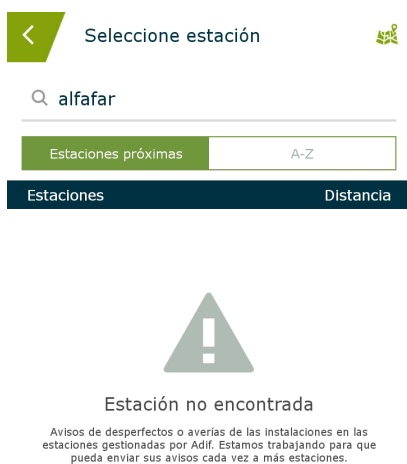 Seleccione estación
alfafar
Estaciones próximas
A-Z
Estaciones
Distancia
Estación no encontrada
Avisos de desperfectos o averías de las instalaciones en las
estaciones gestionadas por Adif. Estamos trabajando para que
pueda enviar sus avisos cada vez a más estaciones.